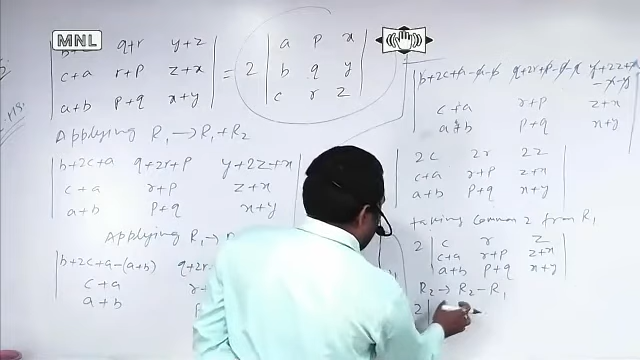 MNL
b+c q+r y+z
c+a r+p z+x
a+b p+q x+y
= 2
a p x
b q y
c r z
L.H.S.
Applying R₁→R₁+R₂
b+2c+a q+2r+p y+2z+x
c+a r+p z+x
a+b p+q x+y
Applying R₁→
b+2c+a-(a+b) q+2r
c+a
a+b
b+2c+a-a-b q+2r+p-p-q y+2z+x-x-y
c+a r+p z+x
a+b p+q x+y
2c 2r 2z
c+a r+p z+x
a+b p+q x+y
taking Common 2 from R₁
2
c r z
c+a r+p z+x
a+b p+q x+y
R₂→R₂-R₁
2